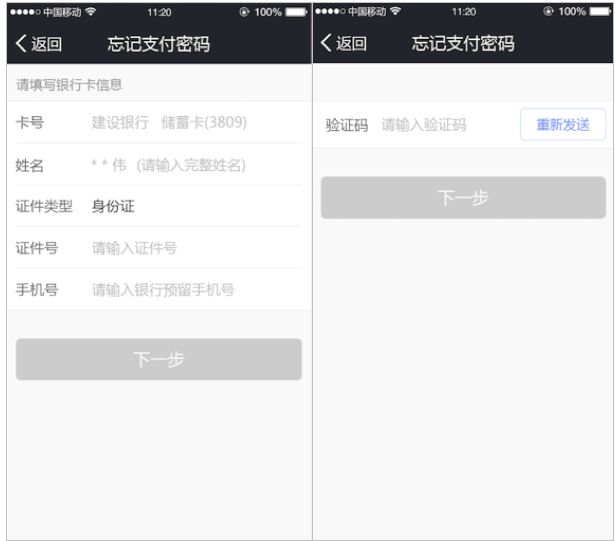 中国移动 11:20 100%
返回 忘记支付密码
请填写银行卡信息
卡号 建设银行 储蓄卡(3809)
姓名 * * 伟 (请输入完整姓名)
证件类型 身份证
证件号 请输入证件号
手机号 请输入银行预留手机号
下一步
中国移动 11:20 100%
返回 忘记支付密码
验证码 请输入验证码 重新发送
下一步